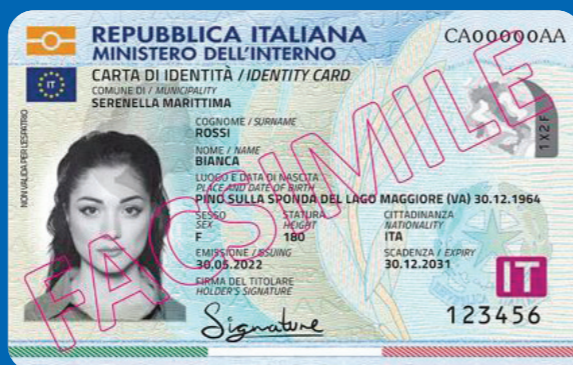 REPUBBLICA ITALIANA
MINISTERO DELL'INTERNO
CA00000AA
IT
CARTA DI IDENTITÀ / IDENTITY CARD
COMUNE DI / MUNICIPALITY
SERENELLA MARITTIMA
COGNOME / SURNAME
ROSSI
NOME / NAME
BIANCA
LUOGO E DATA DI NASCITA
PLACE AND DATE OF BIRTH
PINO SULLA SPONDA DEL LAGO MAGGIORE (VA) 30.12.1964
SESSO STATURA CITTADINANZA
SEX HEIGHT NATIONALITY
F 180 ITA
EMISSIONE / ISSUING SCADENZA / EXPIRY
30.05.2022 30.12.2031
FIRMA DEL TITOLARE
HOLDER'S SIGNATURE
Signature
IT
123456
NON VALIDA PER L'ESPATRIO
1X2F
FACSIMILE